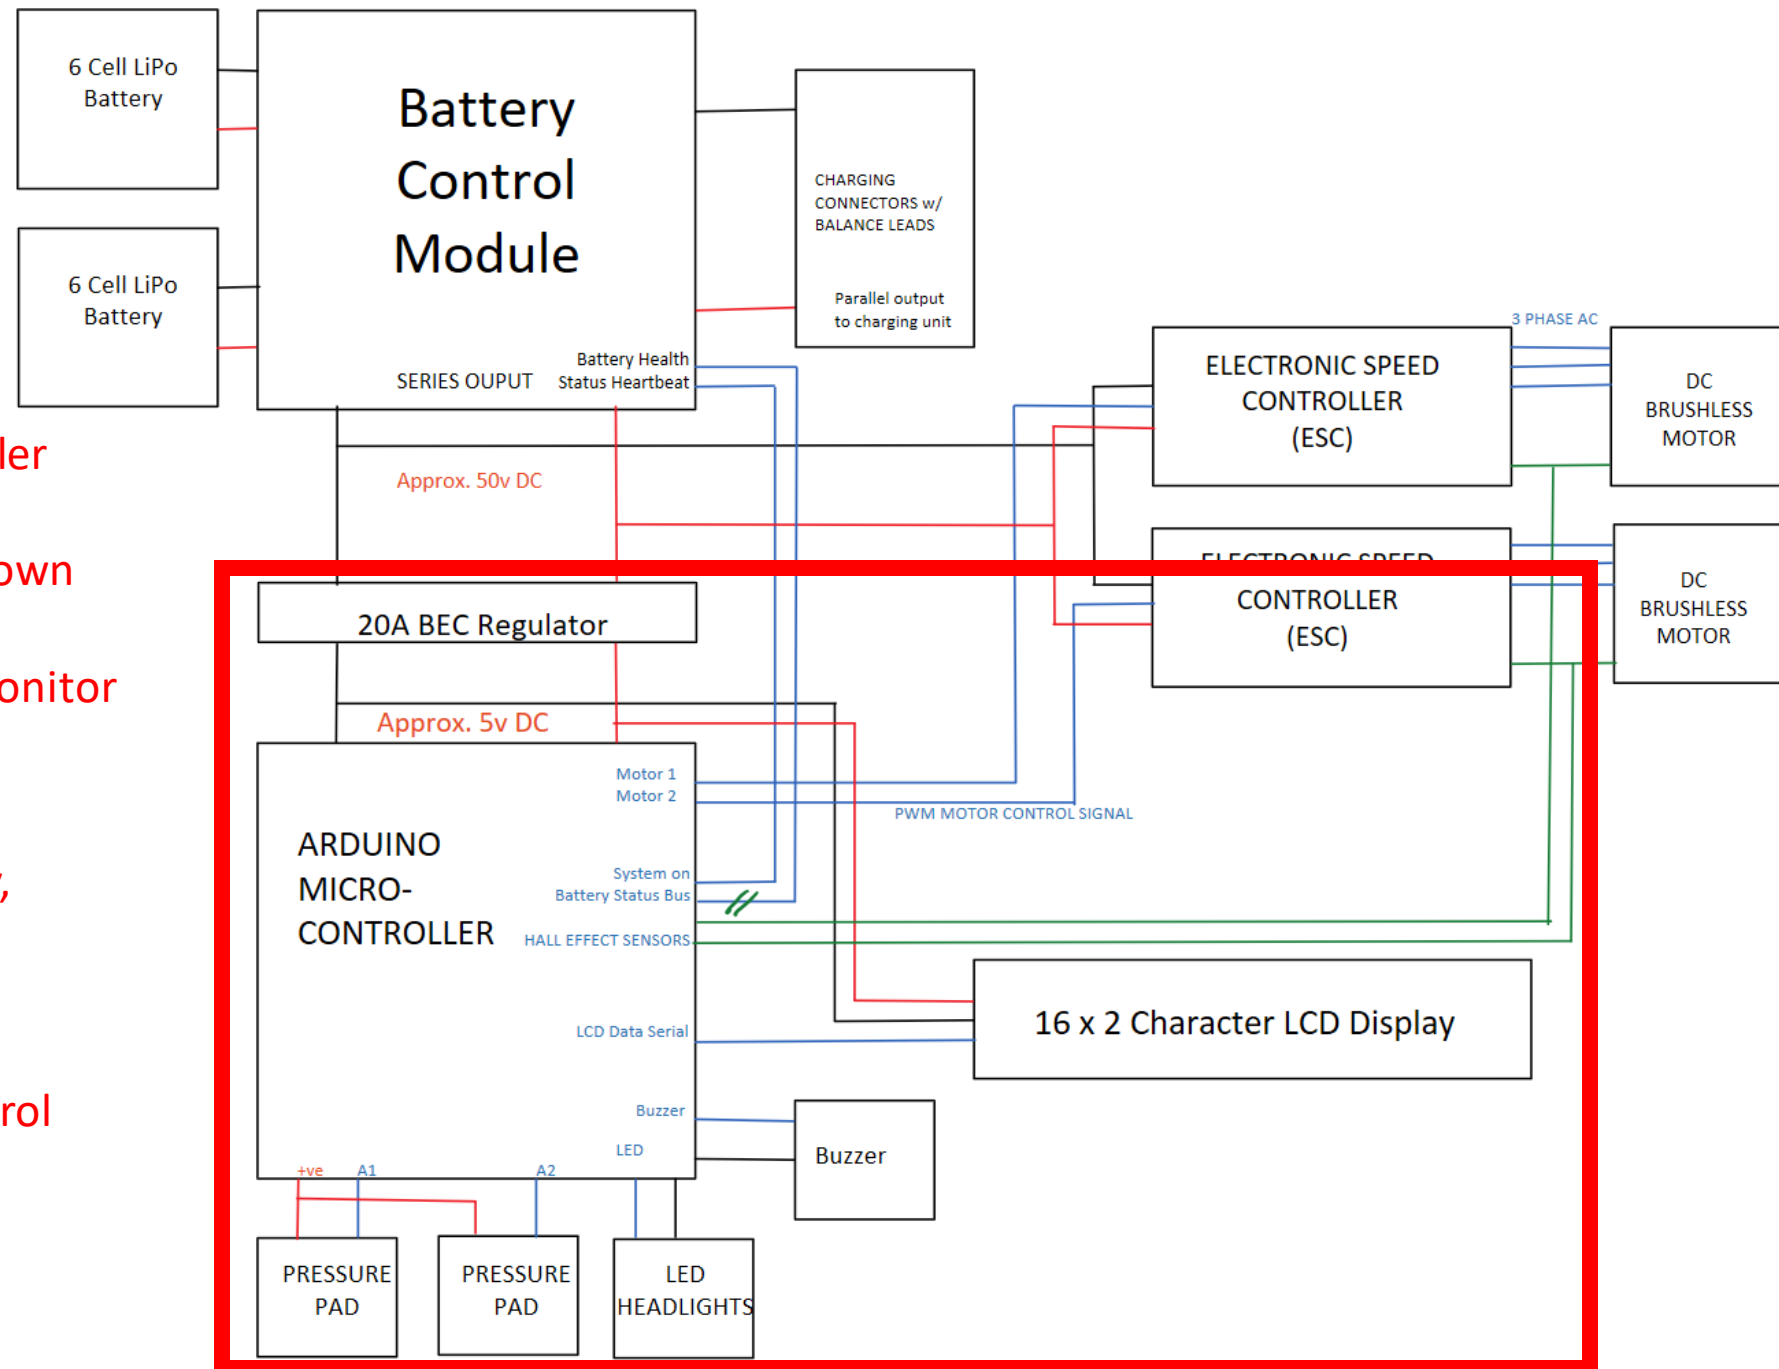 6 Cell LiPo
Battery
Battery
Control
Module
6 Cell LiPo
Battery
SERIES OUPUT
Battery Health
Status Heartbeat
CHARGING
CONNECTORS w/
BALANCE LEADS
Parallel output
to charging unit
3 PHASE AC
ELECTRONIC SPEED
CONTROLLER
(ESC)
DC
BRUSHLESS
MOTOR
ler
own
onitor
,
rol
Approx. 50v DC
ELECTRONIC SPEED
CONTROLLER
(ESC)
DC
BRUSHLESS
MOTOR
20A BEC Regulator
Approx. 5v DC
ARDUINO
MICRO-
CONTROLLER
Motor 1
Motor 2
PWM MOTOR CONTROL SIGNAL
System on
Battery Status Bus
HALL EFFECT SENSORS
LCD Data Serial
16 x 2 Character LCD Display
Buzzer
LED
Buzzer
+ve
A1
A2
PRESSURE
PAD
PRESSURE
PAD
LED
HEADLIGHTS